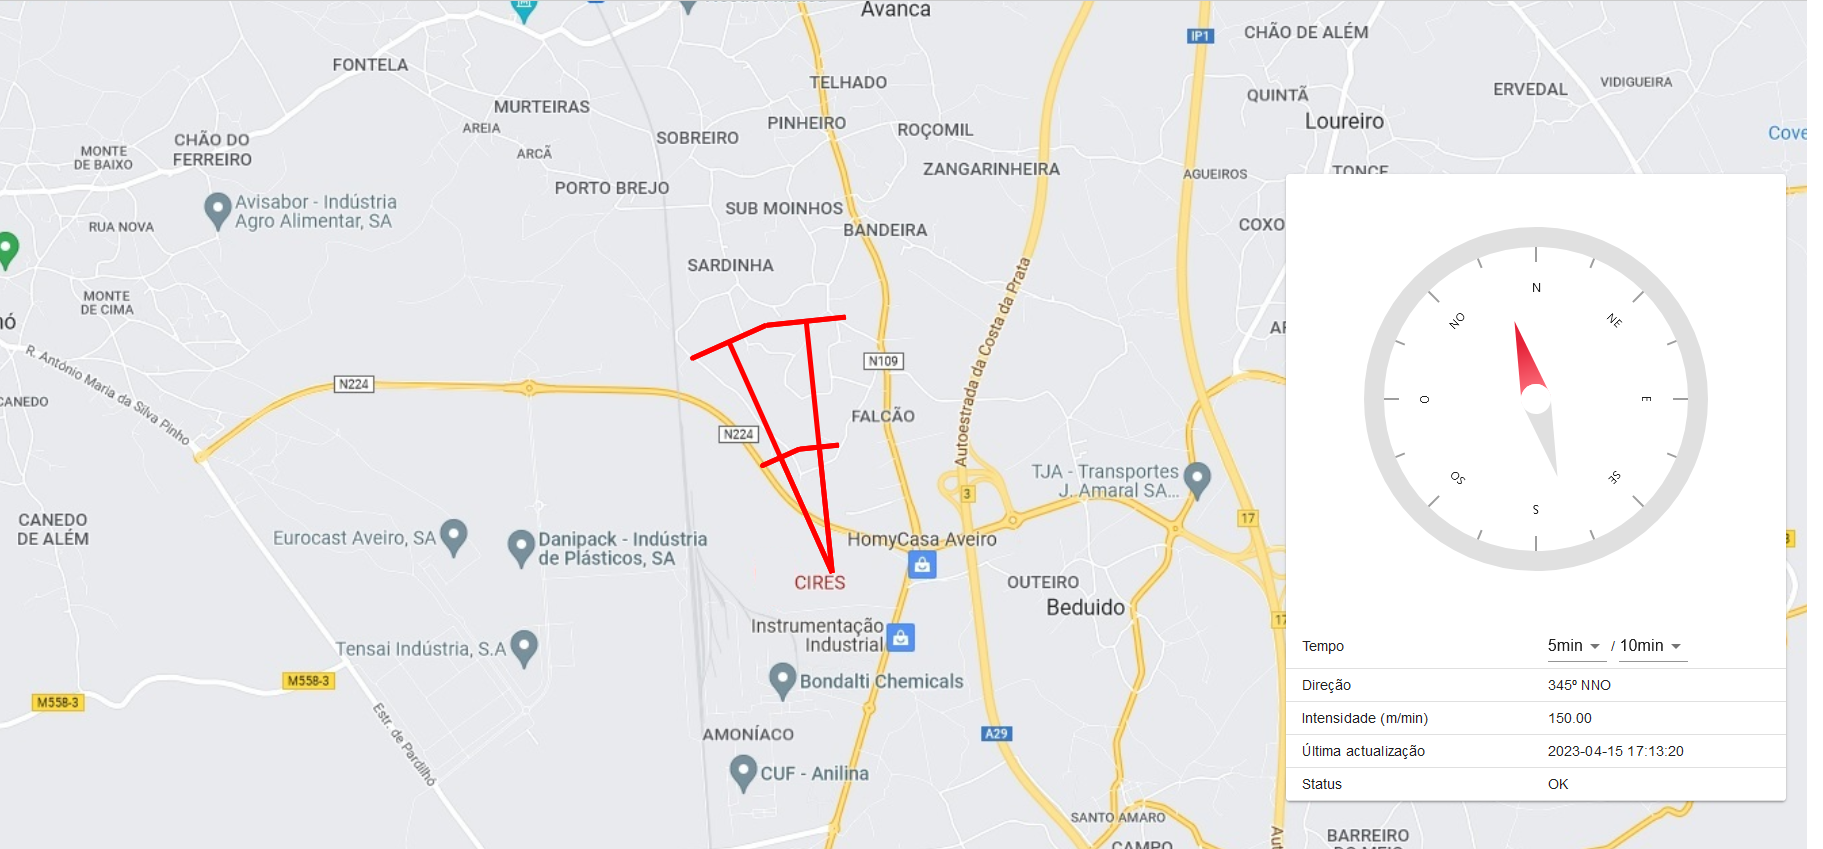 Avanca
IP1
CHÃO DE ALÉM
FONTELA
TELHADO
VIDIGUEIRA
ERVEDAL
QUINTÃ
MURTEIRAS
Loureiro
PINHEIRO
AREIA
ROÇOMIL
SOBREIRO
Cove
CHÃO DO
FERREIRO
MONTE
DE BAIXO
ARCÃ
ZANGARINHEIRA
AGUEIROS
TONCE
PORTO BREJO
Avisabor - Indústria
Agro Alimentar, SA
SUB MOINHOS
RUA NOVA
BANDEIRA
COXO
SARDINHA
MONTE
DE CIMA
Autoestrada da Costa da Prata
R. António Maria da Silva Pinho
N109
N224
CANEDO
FALCÃO
N224
TJA - Transportes
J. Amaral SA...
3
17
CANEDO
DE ALÉM
Eurocast Aveiro, SA
Danipack - Indústria
de Plásticos, SA
HomyCasa Aveiro
CIRES
OUTEIRO
Beduido
17
Instrumentação
Industrial
Tensai Indústria, S.A
M558-3
Bondalti Chemicals
M558-3
Estr. de Pardilhó
AMONÍACO
A29
CUF - Anilina
SANTO AMARO
CAMPO
BARREIRO
N
NE
E
SE
S
SO
O
NO
Tempo 5min / 10min
Direção 345º NNO
Intensidade (m/min) 150.00
Última actualização 2023-04-15 17:13:20
Status OK